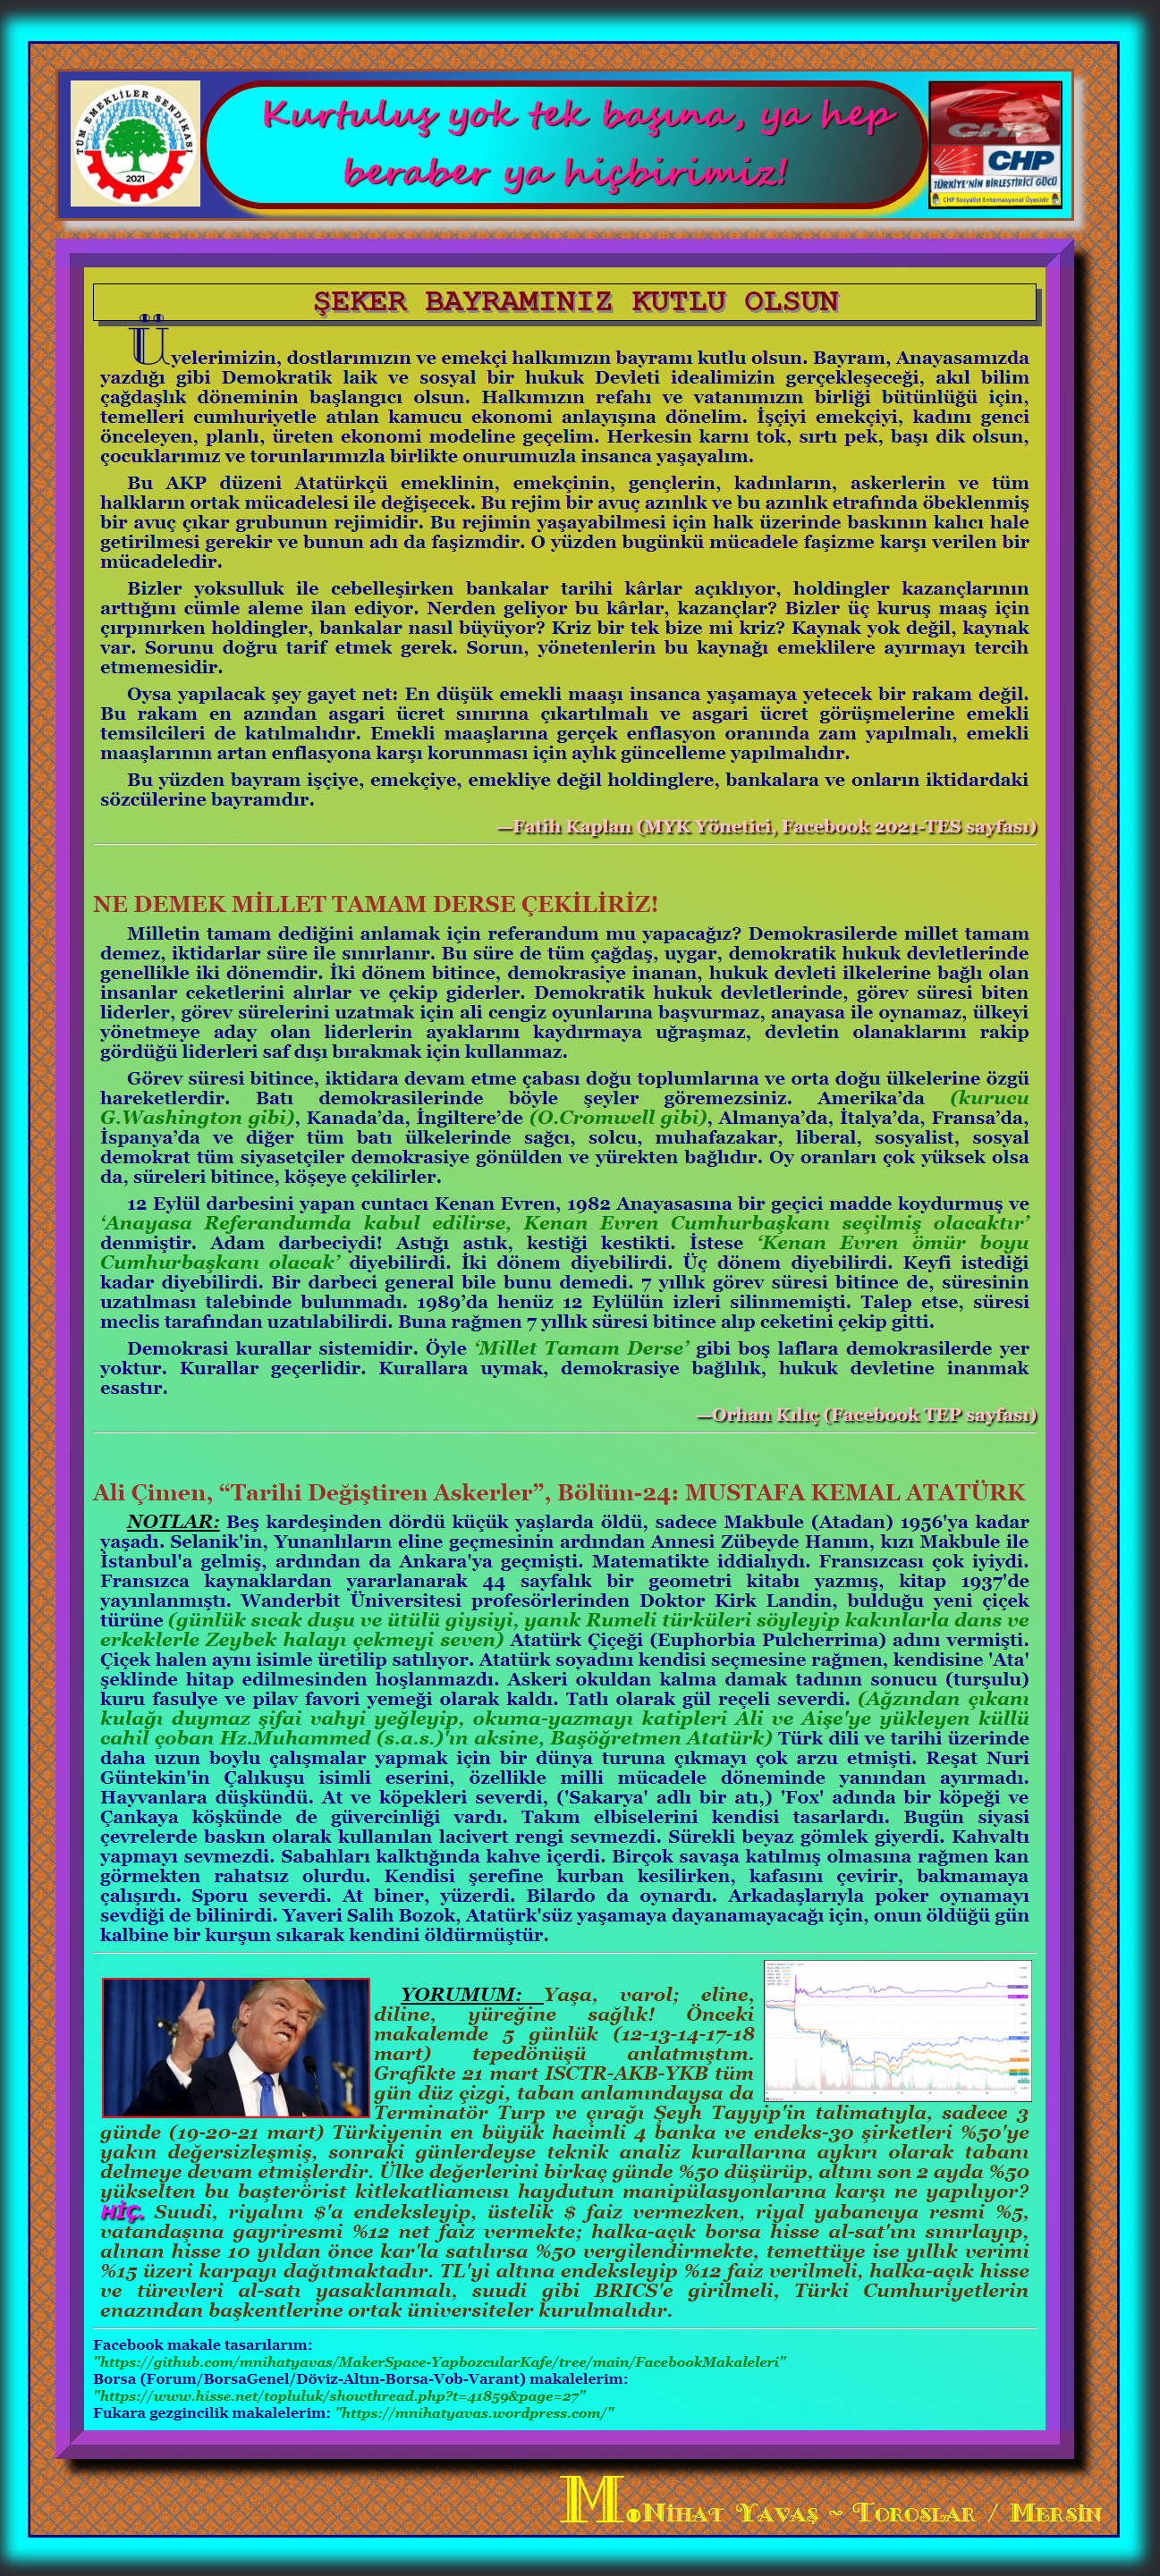 TÜM EMEKLİLER SENDİKASI
2021
Kurtuluş yok tek başına, ya hep
beraber ya hiçbirimiz!
CHP
CHP
TÜRKİYE'NİN BİRLEŞTİRİCİ GÜCÜ
CHP Sosyalist Enternasyonal Üyesidir
ŞEKER BAYRAMINIZ KUTLU OLSUN
Üyelerimizin, dostlarımızın ve emekçi halkımızın bayramı kutlu olsun. Bayram, Anayasamızda
yazdığı gibi Demokratik laik ve sosyal bir hukuk Devleti idealimizin gerçekleşeceği, akıl bilim
çağdaşlık döneminin başlangıcı olsun. Halkımızın refahı ve vatanımızın birliği bütünlüğü için,
temelleri cumhuriyetle atılan kamucu ekonomi anlayışına dönelim. İşçiyi emekçiyi, kadını genci
önceleyen, planlı, üreten ekonomi modeline geçelim. Herkesin karnı tok, sırtı pek, başı dik olsun,
çocuklarımız ve torunlarımızla birlikte onurumuzla insanca yaşayalım.
Bu AKP düzeni Atatürkçü emeklinin, emekçinin, gençlerin, kadınların, askerlerin ve tüm
halkların ortak mücadelesi ile değişecek. Bu rejim bir avuç azınlık ve bu azınlık etrafında öbeklenmiş
bir avuç çıkar grubunun rejimidir. Bu rejimin yaşayabilmesi için halk üzerinde baskının kalıcı hale
getirilmesi gerekir ve bunun adı da faşizmdir. O yüzden bugünkü mücadele faşizme karşı verilen bir
mücadeledir.
Bizler yoksulluk ile cebelleşirken bankalar tarihi kârlar açıklıyor, holdingler kazançlarının
arttığını cümle aleme ilan ediyor. Nerden geliyor bu kârlar, kazançlar? Bizler üç kuruş maaş için
çırpınırken holdingler, bankalar nasıl büyüyor? Kriz bir tek bize mi kriz? Kaynak yok değil, kaynak
var. Sorunu doğru tarif etmek gerek. Sorun, yönetenlerin bu kaynağı emeklilere ayırmayı tercih
etmemesidir.
Oysa yapılacak şey gayet net: En düşük emekli maaşı insanca yaşamaya yetecek bir rakam değil.
Bu rakam en azından asgari ücret sınırına çıkartılmalı ve asgari ücret görüşmelerine emekli
temsilcileri de katılmalıdır. Emekli maaşlarına gerçek enflasyon oranında zam yapılmalı, emekli
maaşlarının artan enflasyona karşı korunması için aylık güncelleme yapılmalıdır.
Bu yüzden bayram işçiye, emekçiye, emekliye değil holdinglere, bankalara ve onların iktidardaki
sözcülerine bayramdır.
—Fatih Kaplan (MYK Yönetici, Facebook 2021-TES sayfası)
NE DEMEK MİLLET TAMAM DERSE ÇEKİLİRİZ!
Milletin tamam dediğini anlamak için referandum mu yapacağız? Demokrasilerde millet tamam
demez, iktidarlar süre ile sınırlanır. Bu süre de tüm çağdaş, uygar, demokratik hukuk devletlerinde
genellikle iki dönemdir. İki dönem bitince, demokrasiye inanan, hukuk devleti ilkelerine bağlı olan
insanlar ceketlerini alırlar ve çekip giderler. Demokratik hukuk devletlerinde, görev süresi biten
liderler, görev sürelerini uzatmak için ali cengiz oyunlarına başvurmaz, anayasa ile oynamaz, ülkeyi
yönetmeye aday olan liderlerin ayaklarını kaydırmaya uğraşmaz, devletin olanaklarını rakip
gördüğü liderleri saf dışı bırakmak için kullanmaz.
Görev süresi bitince, iktidara devam etme çabası doğu toplumlarına ve orta doğu ülkelerine özgü
hareketlerdir. Batı demokrasilerinde böyle şeyler göremezsiniz. Amerika’da (kurucu
G.Washington gibi), Kanada’da, İngiltere’de (O.Cromwell gibi), Almanya’da, İtalya’da, Fransa’da,
İspanya’da ve diğer tüm batı ülkelerinde sağcı, solcu, muhafazakar, liberal, sosyalist, sosyal
demokrat tüm siyasetçiler demokrasiye gönülden ve yürekten bağlıdır. Oy oranları çok yüksek olsa
da, süreleri bitince, köşeye çekilirler.
12 Eylül darbesini yapan cuntacı Kenan Evren, 1982 Anayasasına bir geçici madde koydurmuş ve
‘Anayasa Referandumda kabul edilirse, Kenan Evren Cumhurbaşkanı seçilmiş olacaktır’
denmiştir. Adam darbeciydi! Astığı astık, kestiği kestikti. İstese ‘Kenan Evren ömür boyu
Cumhurbaşkanı olacak’ diyebilirdi. İki dönem diyebilirdi. Üç dönem diyebilirdi. Keyfi istediği
kadar diyebilirdi. Bir darbeci general bile bunu demedi. 7 yıllık görev süresi bitince de, süresinin
uzatılması talebinde bulunmadı. 1989’da henüz 12 Eylülün izleri silinmemişti. Talep etse, süresi
meclis tarafından uzatılabilirdi. Buna rağmen 7 yıllık süresi bitince alıp ceketini çekip gitti.
Demokrasi kurallar sistemidir. Öyle ‘Millet Tamam Derse’ gibi boş laflara demokrasilerde yer
yoktur. Kurallar geçerlidir. Kurallara uymak, demokrasiye bağlılık, hukuk devletine inanmak
esastır.
—Orhan Kılıç (Facebook TEP sayfası)
Ali Çimen, “Tarihi Değiştiren Askerler”, Bölüm-24: MUSTAFA KEMAL ATATÜRK
NOTLAR: Beş kardeşinden dördü küçük yaşlarda öldü, sadece Makbule (Atadan) 1956'ya kadar
yaşadı. Selanik'in, Yunanlıların eline geçmesinin ardından Annesi Zübeyde Hanım, kızı Makbule ile
İstanbul'a gelmiş, ardından da Ankara'ya geçmişti. Matematikte iddialıydı. Fransızcası çok iyiydi.
Fransızca kaynaklardan yararlanarak 44 sayfalık bir geometri kitabı yazmış, kitap 1937'de
yayınlanmıştı. Wanderbit Üniversitesi profesörlerinden Doktor Kirk Landin, bulduğu yeni çiçek
türüne (günlük sıcak duşu ve ütülü giysiyi, yanık Rumeli türküleri söyleyip kakınlarla dans ve
erkeklerle Zeybek halayı çekmeyi seven) Atatürk Çiçeği (Euphorbia Pulcherrima) adını vermişti.
Çiçek halen aynı isimle üretilip satılıyor. Atatürk soyadını kendisi seçmesine rağmen, kendisine 'Ata'
şeklinde hitap edilmesinden hoşlanmazdı. Askeri okuldan kalma damak tadının sonucu (turşulu)
kuru fasulye ve pilav favori yemeği olarak kaldı. Tatlı olarak gül reçeli severdi. (Ağzından çıkanı
kulağı duymaz şifai vahyi yeğleyip, okuma-yazmayı katipleri Ali ve Aişe'ye yükleyen küllü
cahil çoban Hz.Muhammed (s.a.s.)'ın aksine, Başöğretmen Atatürk) Türk dili ve tarihi üzerinde
daha uzun boylu çalışmalar yapmak için bir dünya turuna çıkmayı çok arzu etmişti. Reşat Nuri
Güntekin'in Çalıkuşu isimli eserini, özellikle milli mücadele döneminde yanından ayırmadı.
Hayvanlara düşkündü. At ve köpekleri severdi, ('Sakarya' adlı bir atı,) 'Fox' adında bir köpeği ve
Çankaya köşkünde de güvercinliği vardı. Takım elbiselerini kendisi tasarlardı. Bugün siyasi
çevrelerde baskın olarak kullanılan lacivert rengi sevmezdi. Sürekli beyaz gömlek giyerdi. Kahvaltı
yapmayı sevmezdi. Sabahları kalktığında kahve içerdi. Birçok savaşa katılmış olmasına rağmen kan
görmekten rahatsız olurdu. Kendisi şerefine kurban kesilirken, kafasını çevirir, bakmamaya
çalışırdı. Sporu severdi. At biner, yüzerdi. Bilardo da oynardı. Arkadaşlarıyla poker oynamayı
sevdiği de bilinirdi. Yaveri Salih Bozok, Atatürk'süz yaşamaya dayanamayacağı için, onun öldüğü gün
kalbine bir kurşun sıkarak kendini öldürmüştür.
YORUMUM: Yaşa, varol; eline,
diline, yüreğine sağlık! Önceki
makalemde 5 günlük (12-13-14-17-18
mart) tepedönüşü anlatmıştım.
Grafikte 21 mart ISCTR-AKB-YKB tüm
gün düz çizgi, taban anlamındaysa da
Terminatör Turp ve çırağı Şeyh Tayyip'in talimatıyla, sadece 3
günde (19-20-21 mart) Türkiyenin en büyük hacimli 4 banka ve endeks-30 şirketleri %50'ye
yakın değersizleşmiş, sonraki günlerdeyse teknik analiz kurallarına aykırı olarak tabanı
delmeye devam etmişlerdir. Ülke değerlerini birkaç günde %50 düşürüp, altını son 2 ayda %50
yükselten bu başterörist kitlekatliamcısı haydutun manipülasyonlarına karşı ne yapılıyor?
HİÇ. Suudi, riyalını $'a endeksleyip, üstelik $ faiz vermezken, riyal yabancıya resmi %5,
vatandaşına gayriresmi %12 net faiz vermekte; halka-açık borsa hisse al-sat'ını sınırlayıp,
alınan hisse 10 yıldan önce kar'la satılırsa %50 vergilendirmekte, temettüye ise yıllık verimi
%15 üzeri karpayı dağıtmaktadır. TL'yi altına endeksleyip %12 faiz verilmeli, halka-açık hisse
ve türevleri al-satı yasaklanmalı, suudi gibi BRICS'e girilmeli, Türki Cumhuriyetlerin
enazından başkentlerine ortak üniversiteler kurulmalıdır.
Facebook makale tasarılarım:
"https://github.com/mnihatyavas/MakerSpace-YapbozcularKafe/tree/main/FacebookMakaleleri"
Borsa (Forum/BorsaGenel/Döviz-Altın-Borsa-Vob-Varant) makalelerim:
"https://www.hisse.net/topluluk/showthread.php?t=41859&page=27"
Fukara gezgincilik makalelerim: "https://mnihatyavas.wordpress.com/"
M.Nihat Yavaş ~ Toroslar / Mersin